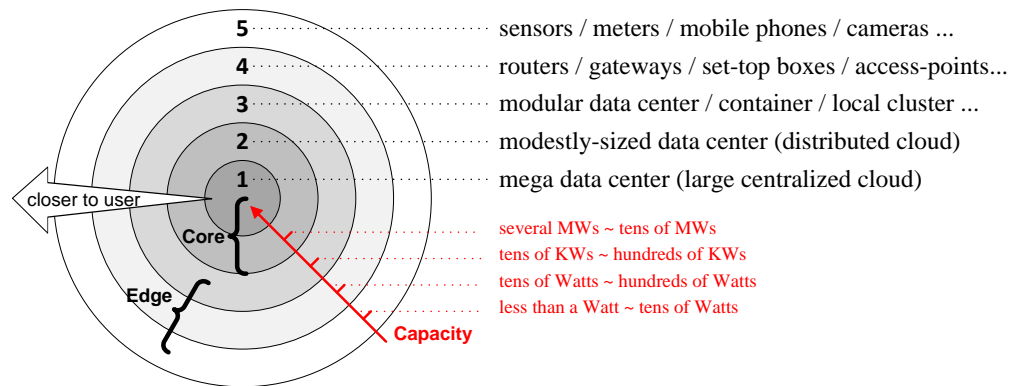 5 sensors / meters / mobile phones / cameras ...
4 routers / gateways / set-top boxes / access-points...
3 modular data center / container / local cluster ...
2 modestly-sized data center (distributed cloud)
1 mega data center (large centralized cloud)
closer to user
Core
Edge
several MWs ~ tens of MWs
tens of KWs ~ hundreds of KWs
tens of Watts ~ hundreds of Watts
less than a Watt ~ tens of Watts
Capacity